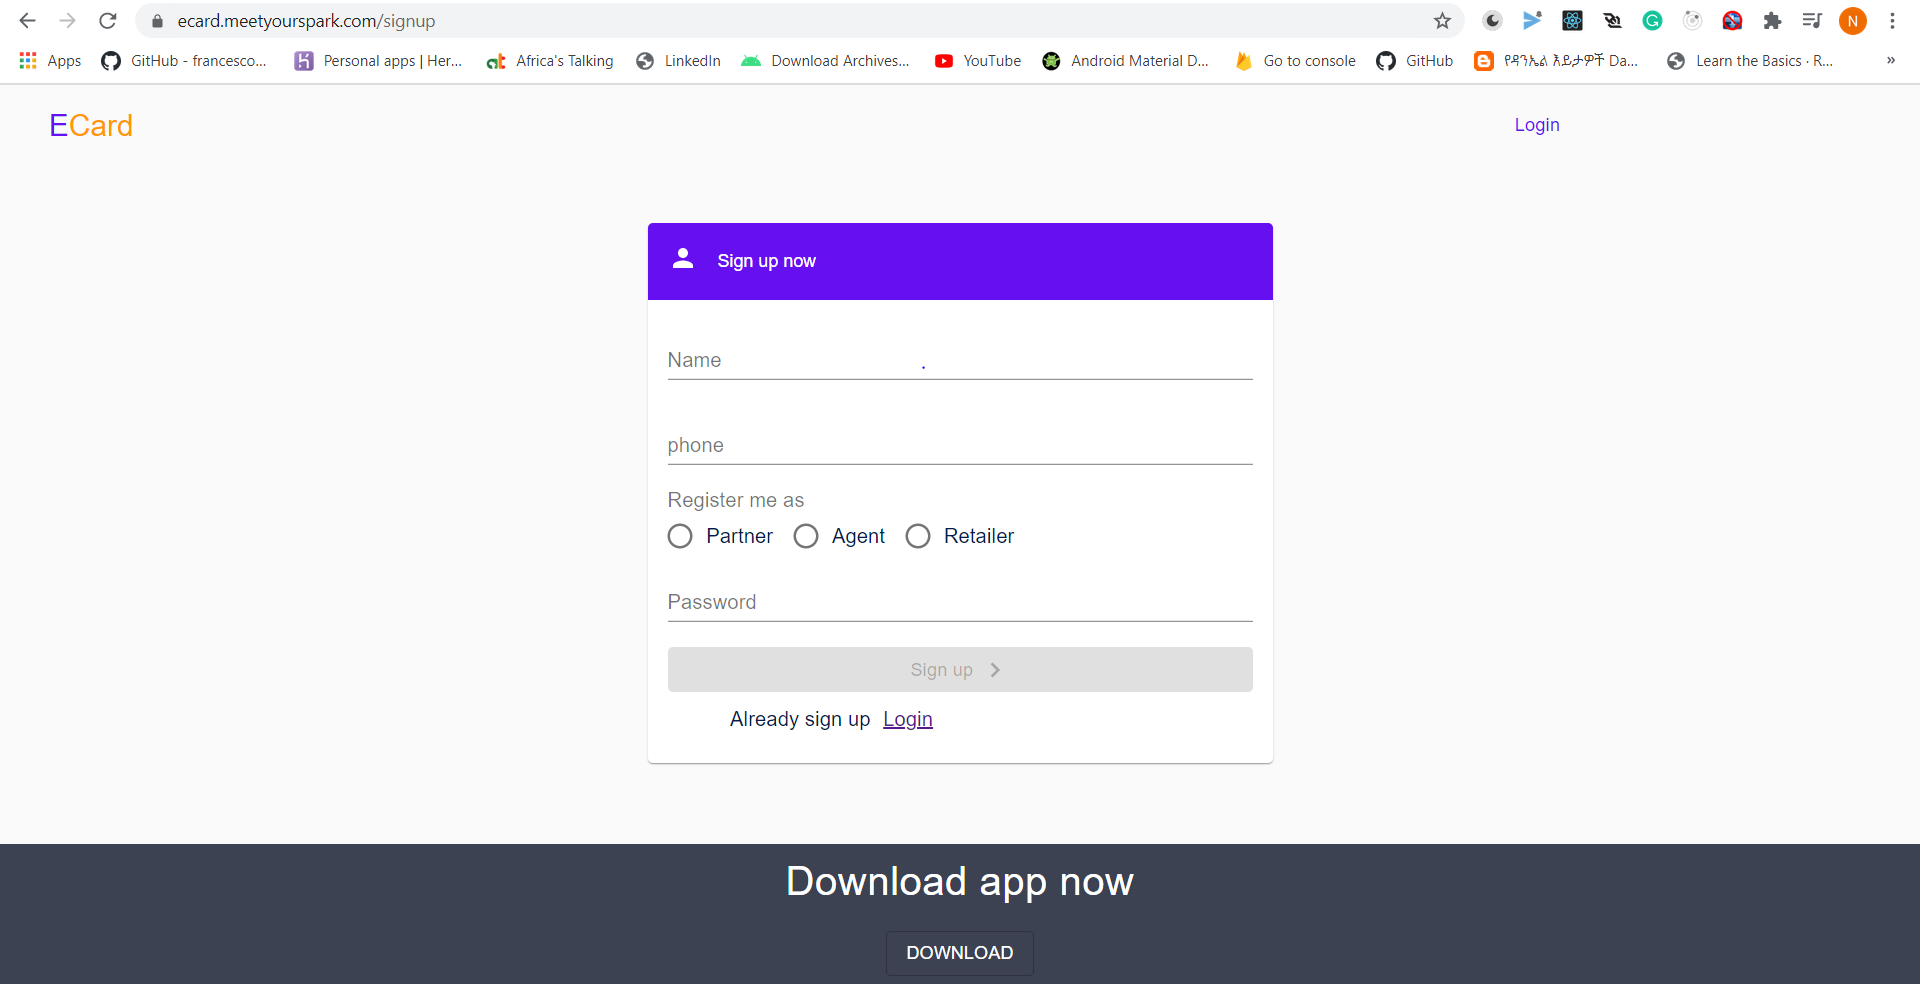 ecard.meetyourspark.com/signup
N
Apps GitHub - francesco... Personal apps | Her... Africa's Talking LinkedIn Download Archives... YouTube Android Material D... Go to console GitHub የዳንኤል እይታዎች Da... Learn the Basics · R... »
ECard Login
Sign up now
Name .
phone
Register me as
Partner Agent Retailer
Password
Sign up
Already sign up Login
Download app now
DOWNLOAD